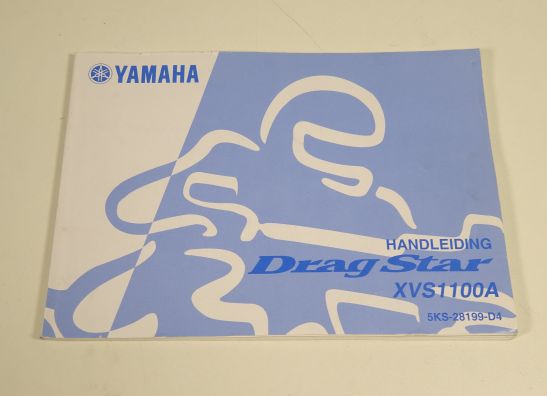 YAMAHA
HANDLEIDING
Drag Star
XVS1100A
5KS-28199-D4